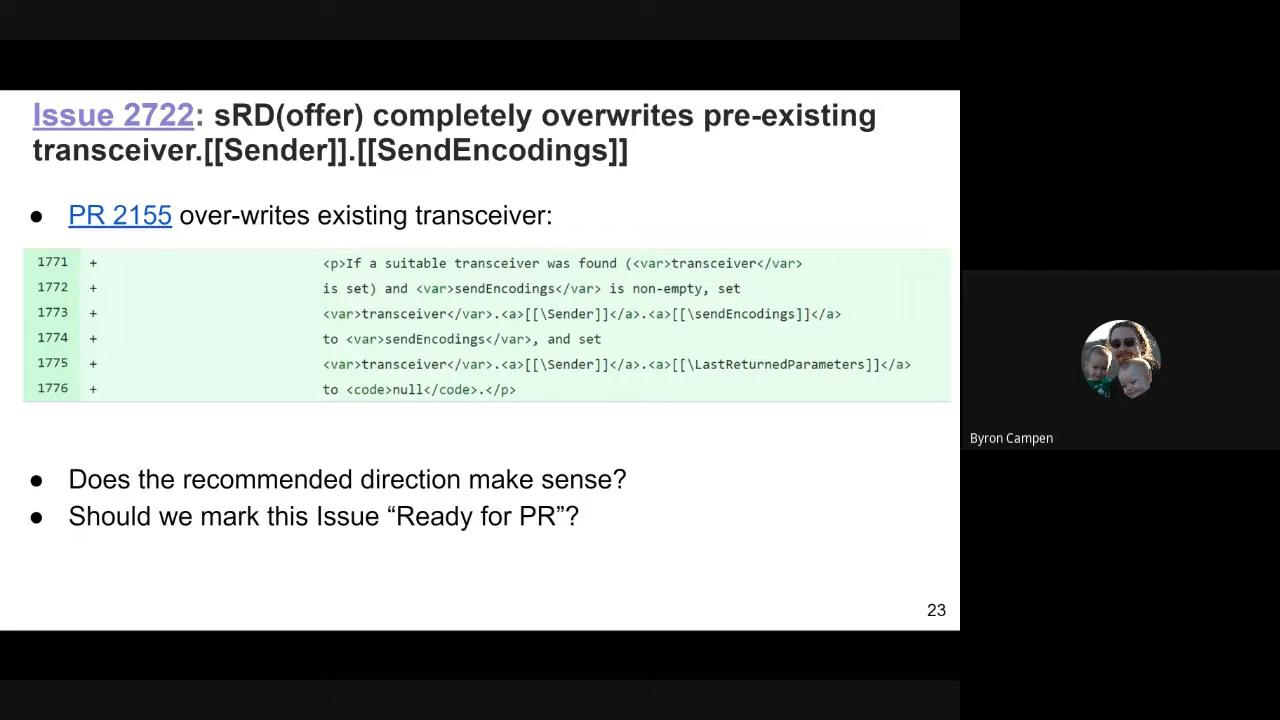 Issue 2722: sRD(offer) completely overwrites pre-existing
transceiver.[[Sender]].[[SendEncodings]]
● PR 2155 over-writes existing transceiver:
1771 + <p>If a suitable transceiver was found (<var>transceiver</var>
1772 + is set) and <var>sendEncodings</var> is non-empty, set
1773 + <var>transceiver</var>.<a>[[\Sender]]</a>.<a>[[\sendEncodings]]</a>
1774 + to <var>sendEncodings</var>, and set
1775 + <var>transceiver</var>.<a>[[\Sender]]</a>.<a>[[\LastReturnedParameters]]</a>
1776 + to <code>null</code>.</p>
● Does the recommended direction make sense?
● Should we mark this Issue “Ready for PR”?
23
Byron Campen